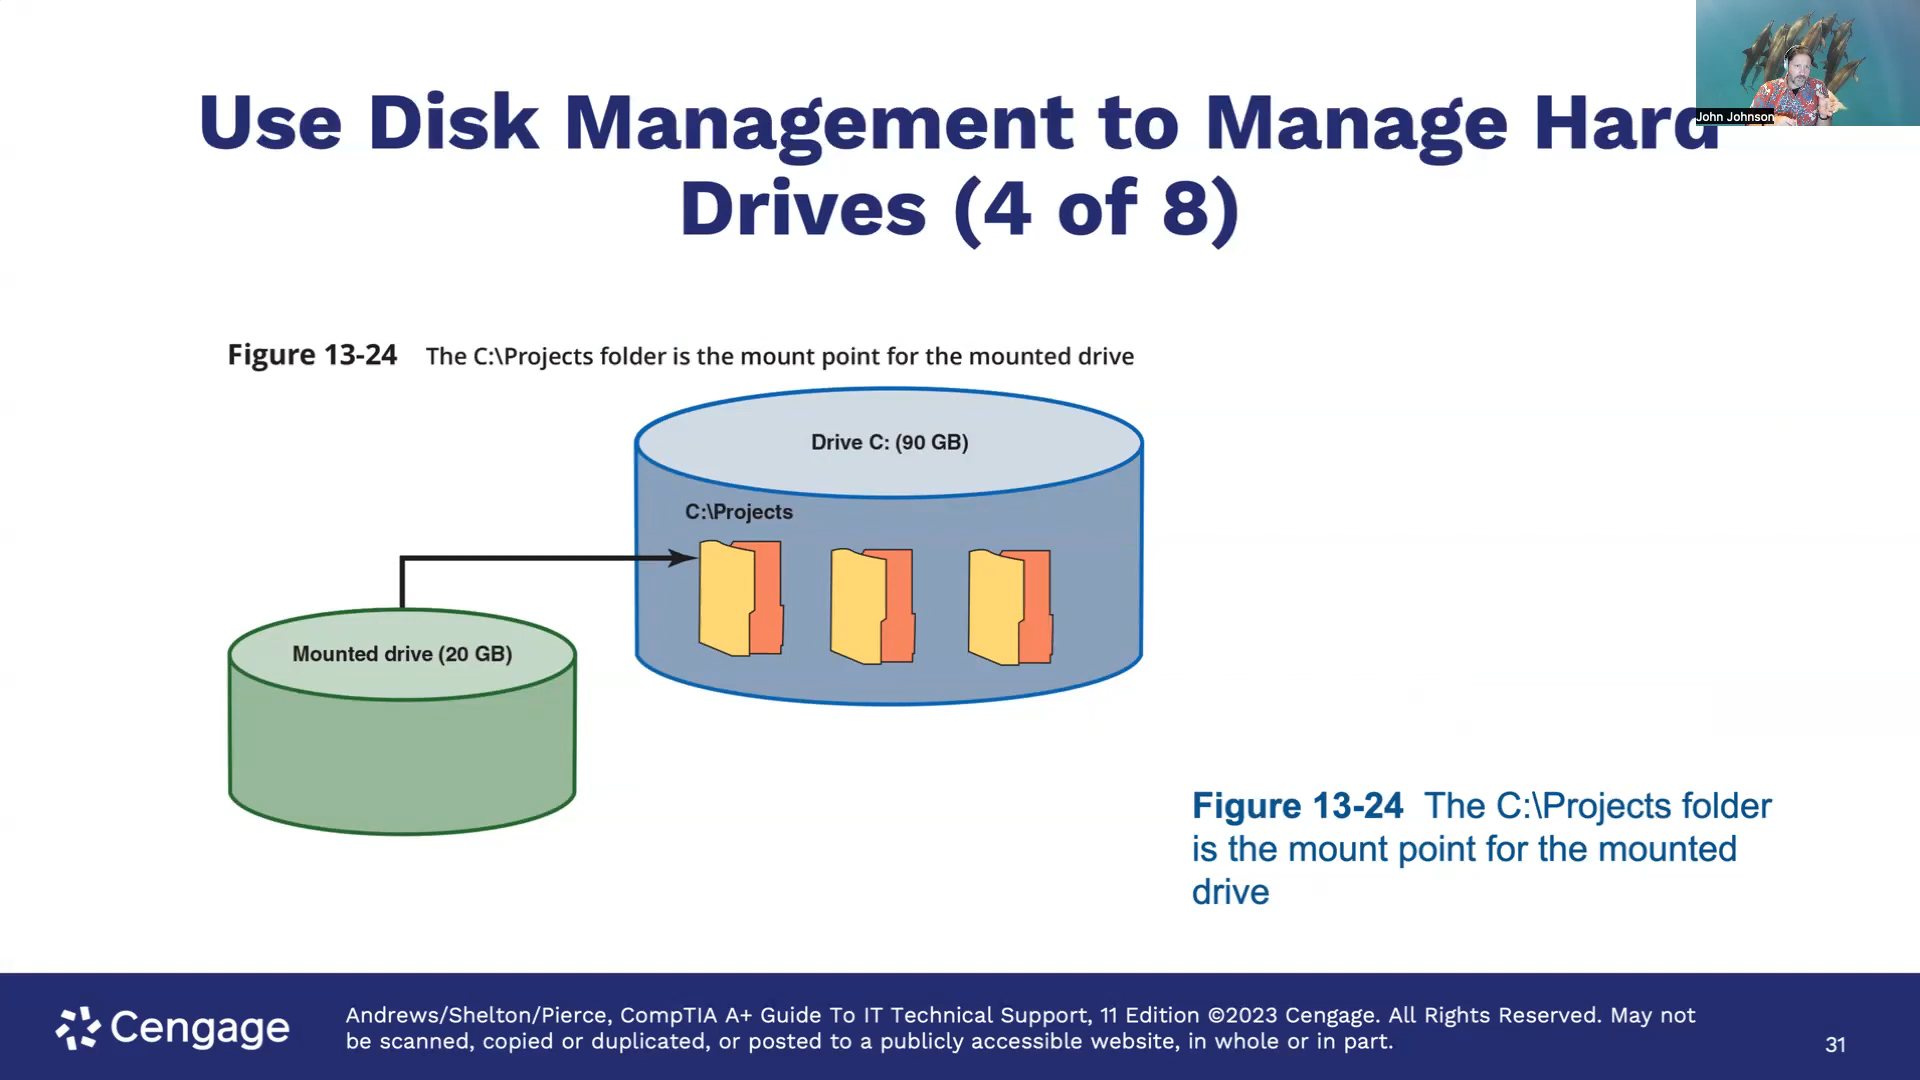 John Johnson
Use Disk Management to Manage Hard
Drives (4 of 8)
Figure 13-24 The C:\Projects folder is the mount point for the mounted drive
Drive C: (90 GB)
C:\Projects
Mounted drive (20 GB)
Figure 13-24 The C:\Projects folder
is the mount point for the mounted
drive
Cengage
Andrews/Shelton/Pierce, CompTIA A+ Guide To IT Technical Support, 11 Edition ©2023 Cengage. All Rights Reserved. May not
be scanned, copied or duplicated, or posted to a publicly accessible website, in whole or in part.
31